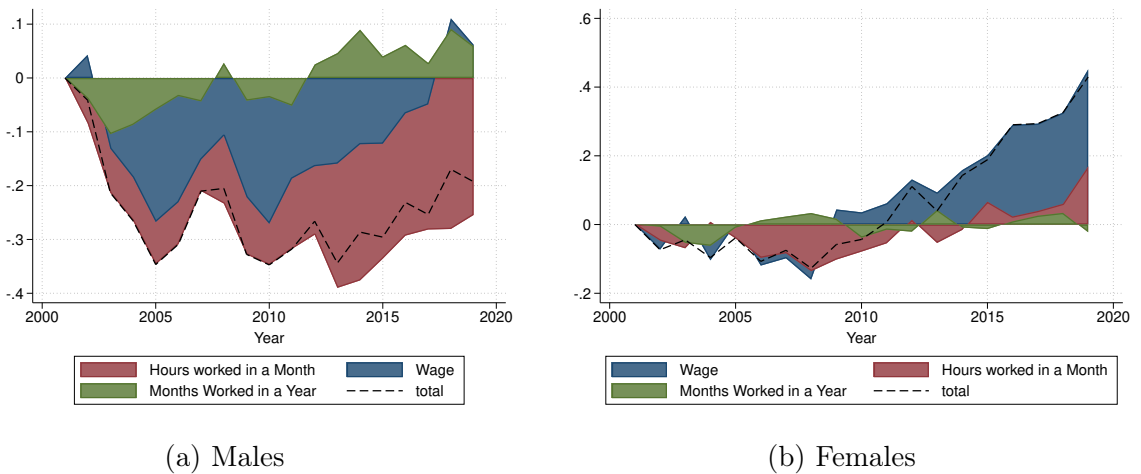 .1
0
-.1
-.2
-.3
-.4
2000 2005 2010 2015 2020
Year
Hours worked in a Month Wage
Months Worked in a Year total
(a) Males
.6
.4
.2
0
-.2
2000 2005 2010 2015 2020
Year
Wage Hours worked in a Month
Months Worked in a Year total
(b) Females